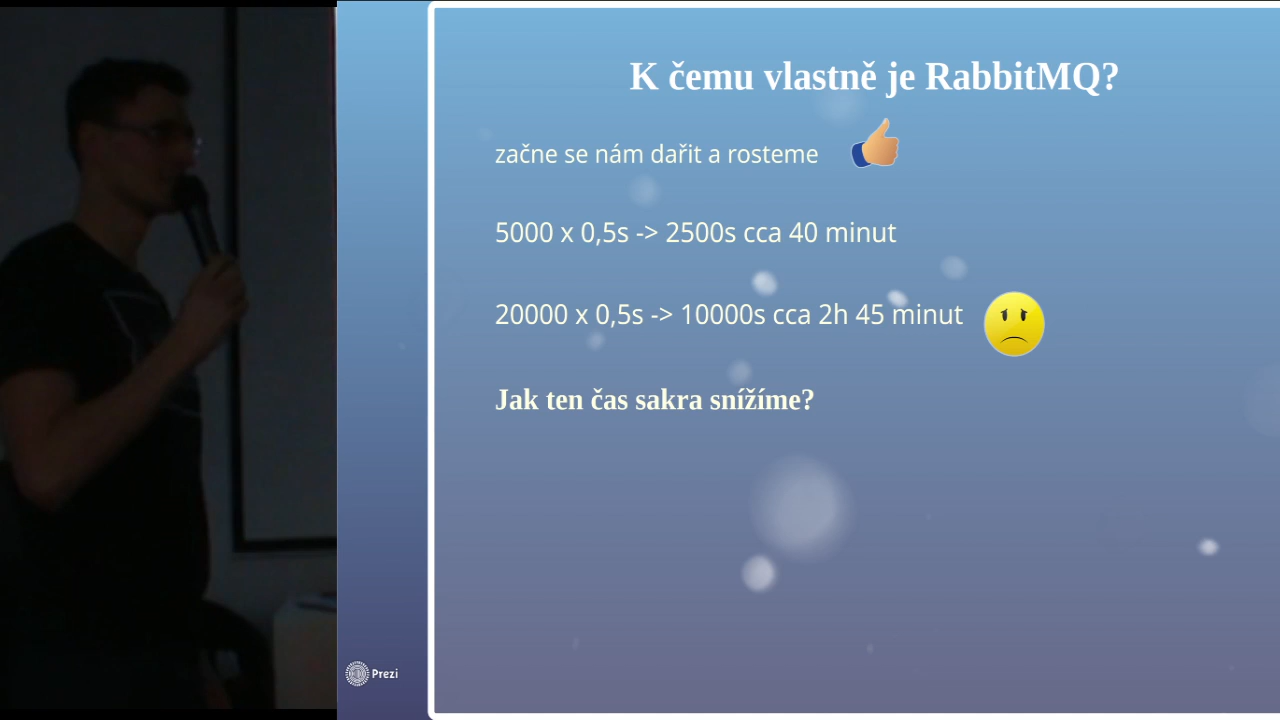 K čemu vlastně je RabbitMQ?
začne se nám dařit a rosteme
5000 x 0,5s -> 2500s cca 40 minut
20000 x 0,5s -> 10000s cca 2h 45 minut
Jak ten čas sakra snížíme?
Prezi